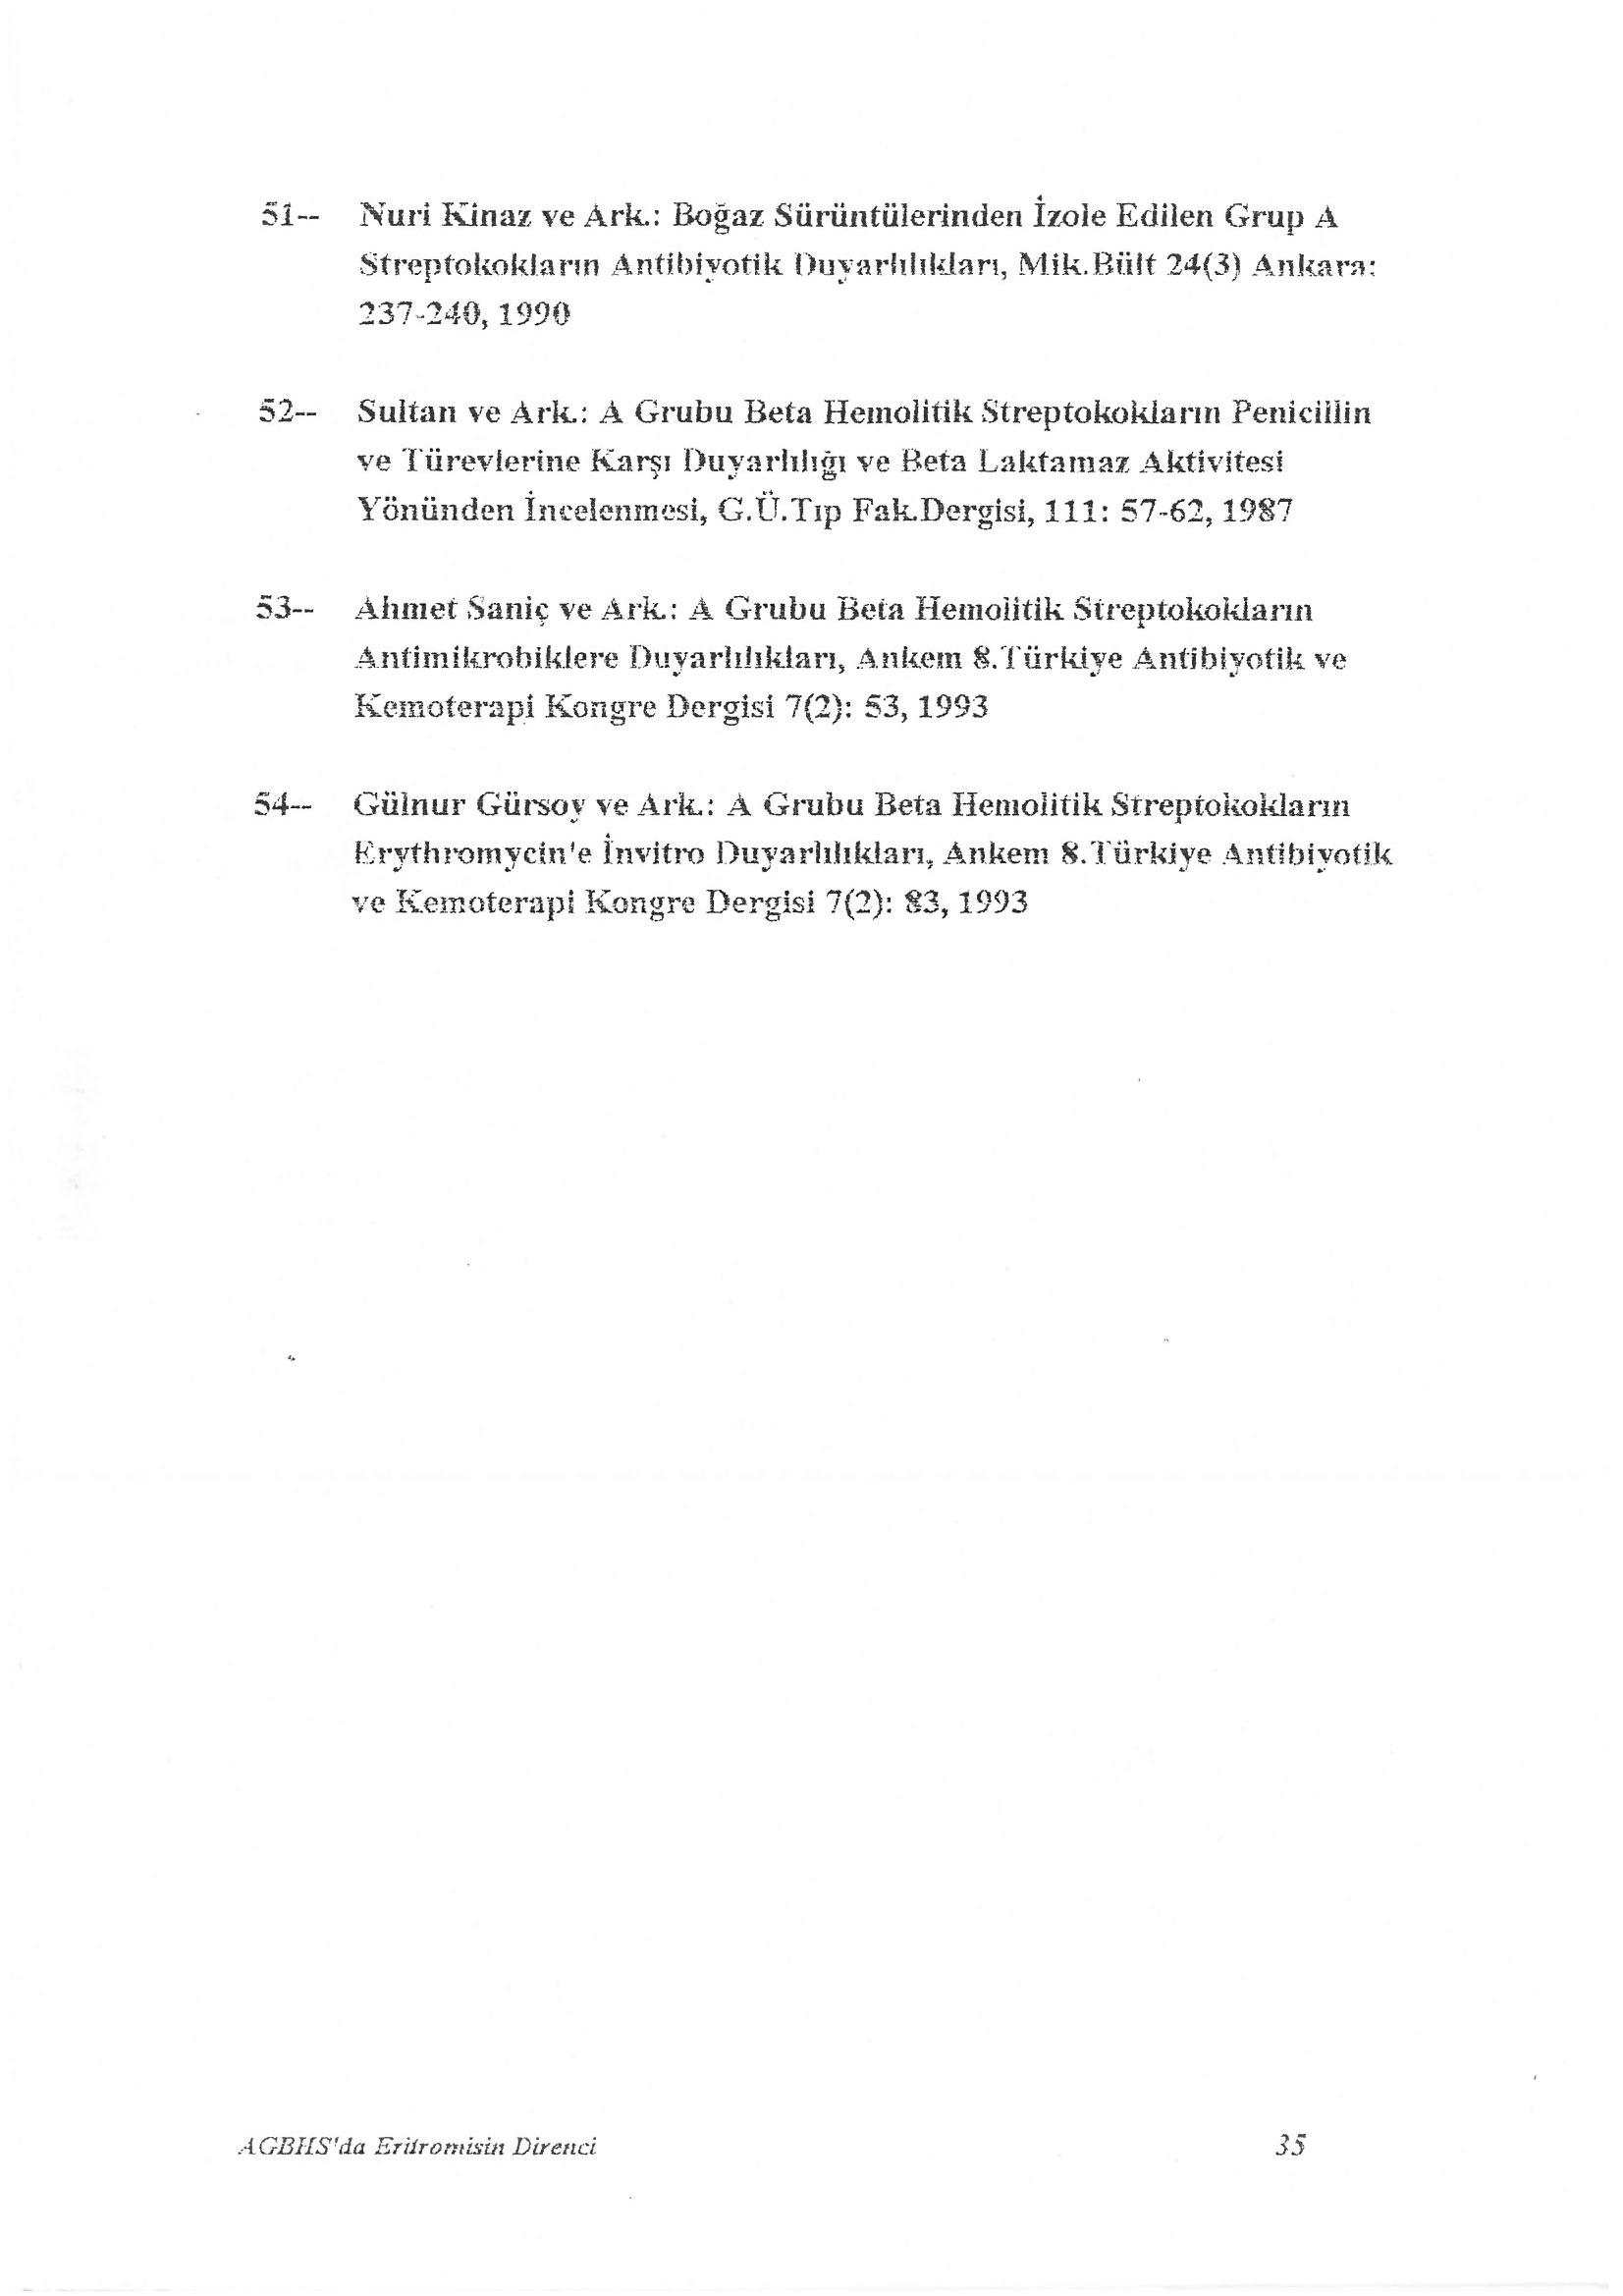 51-- Nuri Kinaz ve Ark.: Boğaz Sürüntülerinden İzole Edilen Grup A
Streptokokların Antibiyotik Duyarlılıkları, Mik.Bült 24(3) Ankara:
237-240, 1990
52-- Sultan ve Ark.: A Grubu Beta Hemolitik Streptokokların Penicillin
ve Türevlerine Karşı Duyarlılığı ve Beta Laktamaz Aktivitesi
Yönünden İncelenmesi, G.Ü.Tıp Fak.Dergisi, 111: 57-62, 1987
53-- Ahmet Saniç ve Ark.: A Grubu Beta Hemolitik Streptokokların
Antimikrobiklere Duyarlılıkları, Ankem 8.Türkiye Antibiyotik ve
Kemoterapi Kongre Dergisi 7(2): 53, 1993
54-- Gülnur Gürsoy ve Ark.: A Grubu Beta Hemolitik Streptokokların
Erythromycin'e İnvitro Duyarlılıkları, Ankem 8.Türkiye Antibiyotik
ve Kemoterapi Kongre Dergisi 7(2): 83, 1993
AGBHS'da Eritromisin Direnci 35